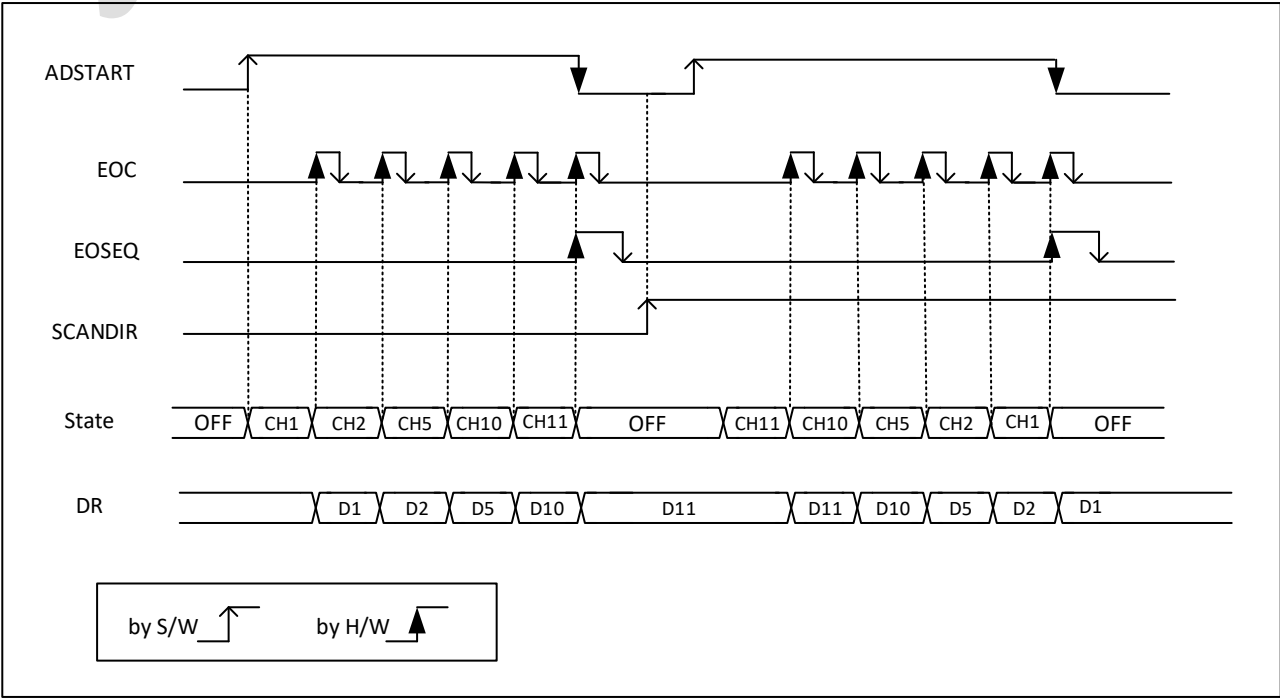 ADSTART
EOC
EOSEQ
SCANDIR
State OFF CH1 CH2 CH5 CH10 CH11 OFF CH11 CH10 CH5 CH2 CH1 OFF
DR D1 D2 D5 D10 D11 D11 D10 D5 D2 D1
by S/W by H/W